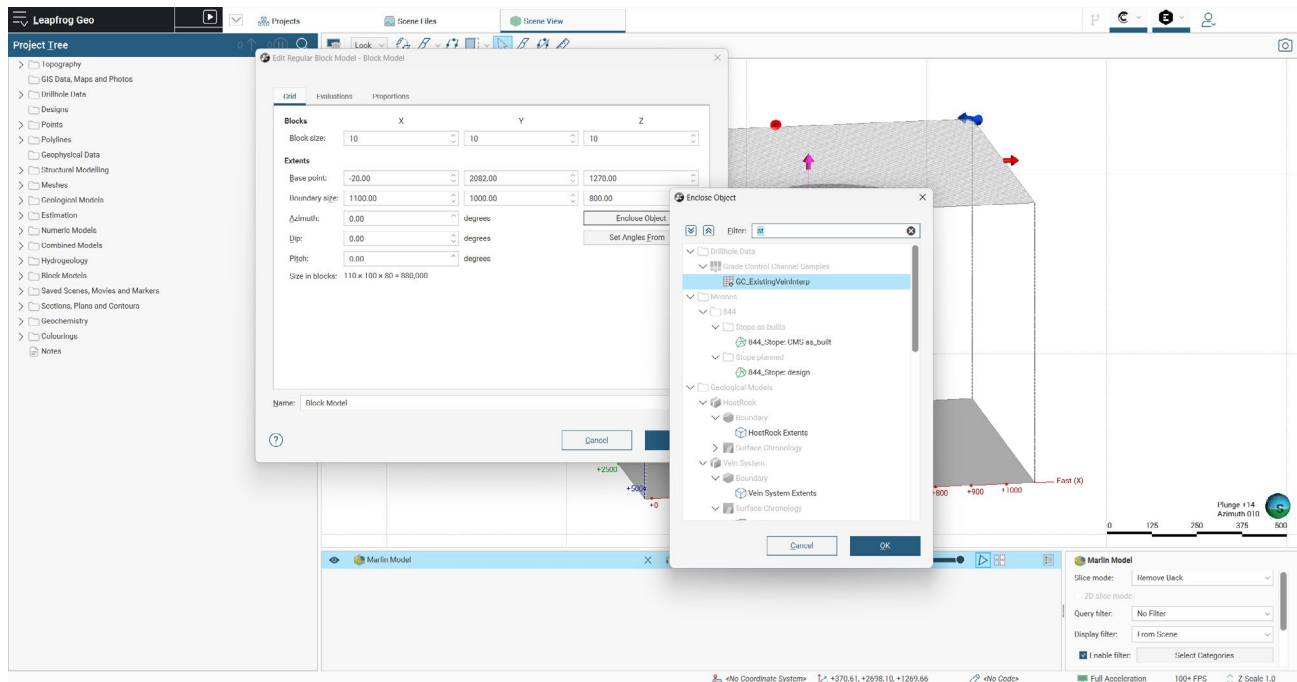 Leapfrog Geo
Projects
Scene Files
Scene View
Project Tree
Look
Topography
GIS Data, Maps and Photos
Drillhole Data
Designs
Points
Polylines
Geophysical Data
Structural Modelling
Meshes
Geological Models
Estimation
Numeric Models
Combined Models
Hydrogeology
Block Models
Saved Scenes, Movies and Markers
Sections, Plans and Contours
Geochemistry
Colourings
Notes
Edit Regular Block Model - Block Model
Grid Evaluations Proportions
Blocks X Y Z
Block size: 10 10 10
Extents
Base point: -20.00 2082.00 1270.00
Boundary size: 1100.00 1000.00 800.00
Azimuth: 0.00 degrees Enclose Object
Dip: 0.00 degrees Set Angles From
Pitch: 0.00 degrees
Size in blocks: 110 × 100 × 80 = 880,000
Name: Block Model
Cancel
Enclose Object
Filter: st
Drillhole Data
Grade Control Channel Samples
GC_ExistingVeinInterp
Meshes
844
Stope as builts
844_Stope: CMS as_built
Stope planned
844_Stope: design
Geological Models
HostRock
Boundary
HostRock Extents
Surface Chronology
Vein System
Boundary
Vein System Extents
Surface Chronology
Cancel OK
+2500
+500
+0
+800 +900 +1000 East (X)
Plunge +14
Azimuth 010
S
0 125 250 375 500
Marlin Model
Marlin Model
Slice mode: Remove Back
2D slice mode
Query filter: No Filter
Display filter: From Scene
Enable filter: Select Categories
<No Coordinate System> +370.61, +2698.10, +1269.66 <No Codes> Full Acceleration 100+ FPS Z Scale 1.0